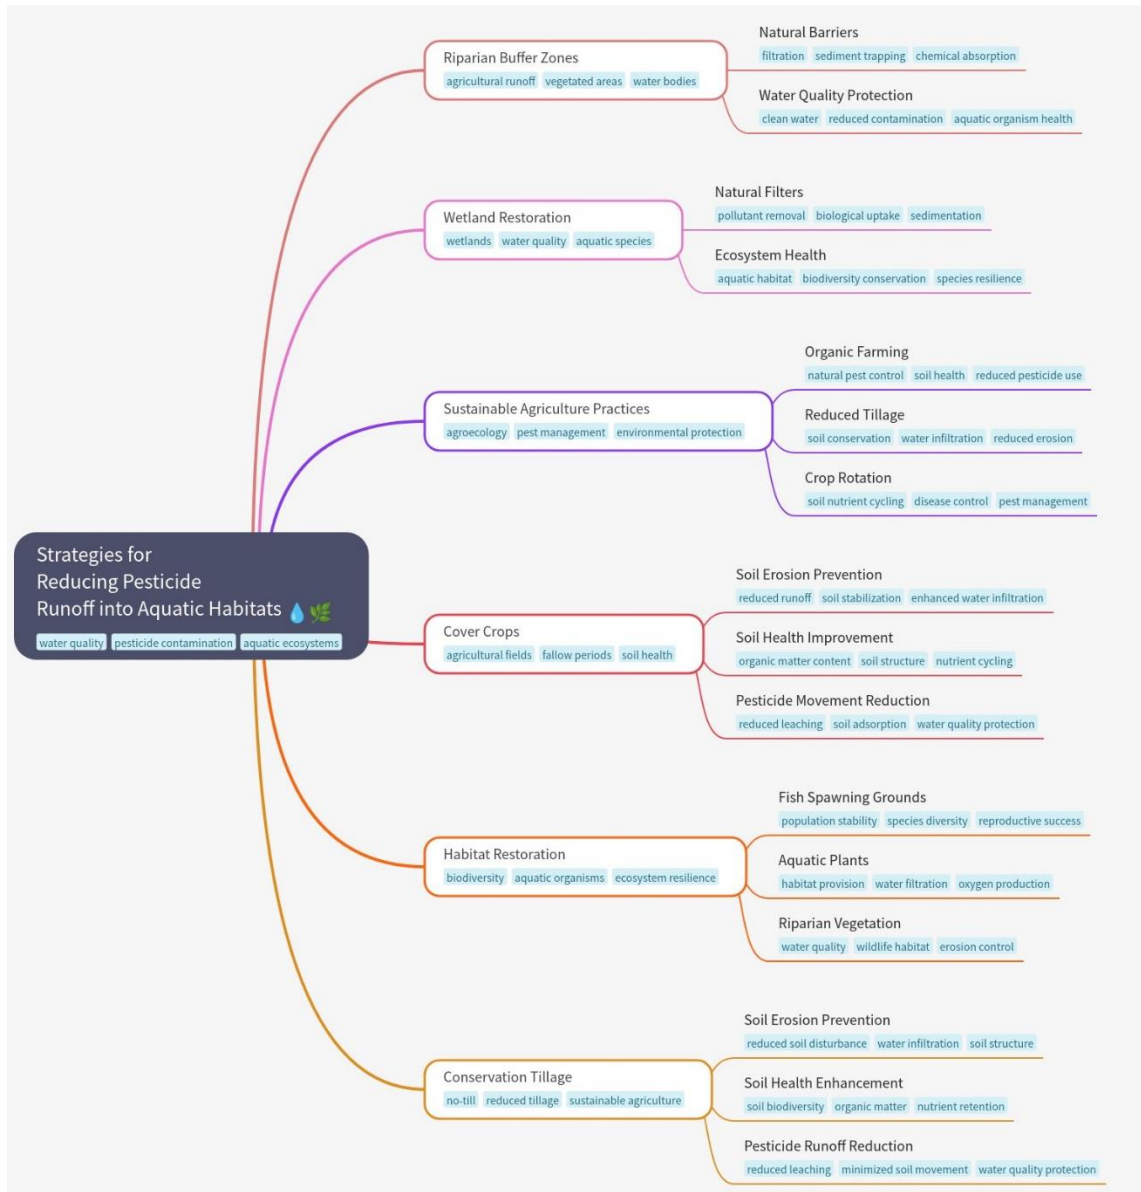 Strategies for
Reducing Pesticide
Runoff into Aquatic Habitats 💧🌿
water quality pesticide contamination aquatic ecosystems
Riparian Buffer Zones
agricultural runoff vegetated areas water bodies
Natural Barriers
filtration sediment trapping chemical absorption
Water Quality Protection
clean water reduced contamination aquatic organism health
Wetland Restoration
wetlands water quality aquatic species
Natural Filters
pollutant removal biological uptake sedimentation
Ecosystem Health
aquatic habitat biodiversity conservation species resilience
Sustainable Agriculture Practices
agroecology pest management environmental protection
Organic Farming
natural pest control soil health reduced pesticide use
Reduced Tillage
soil conservation water infiltration reduced erosion
Crop Rotation
soil nutrient cycling disease control pest management
Cover Crops
agricultural fields fallow periods soil health
Soil Erosion Prevention
reduced runoff soil stabilization enhanced water infiltration
Soil Health Improvement
organic matter content soil structure nutrient cycling
Pesticide Movement Reduction
reduced leaching soil adsorption water quality protection
Habitat Restoration
biodiversity aquatic organisms ecosystem resilience
Fish Spawning Grounds
population stability species diversity reproductive success
Aquatic Plants
habitat provision water filtration oxygen production
Riparian Vegetation
water quality wildlife habitat erosion control
Conservation Tillage
no-till reduced tillage sustainable agriculture
Soil Erosion Prevention
reduced soil disturbance water infiltration soil structure
Soil Health Enhancement
soil biodiversity organic matter nutrient retention
Pesticide Runoff Reduction
reduced leaching minimized soil movement water quality protection